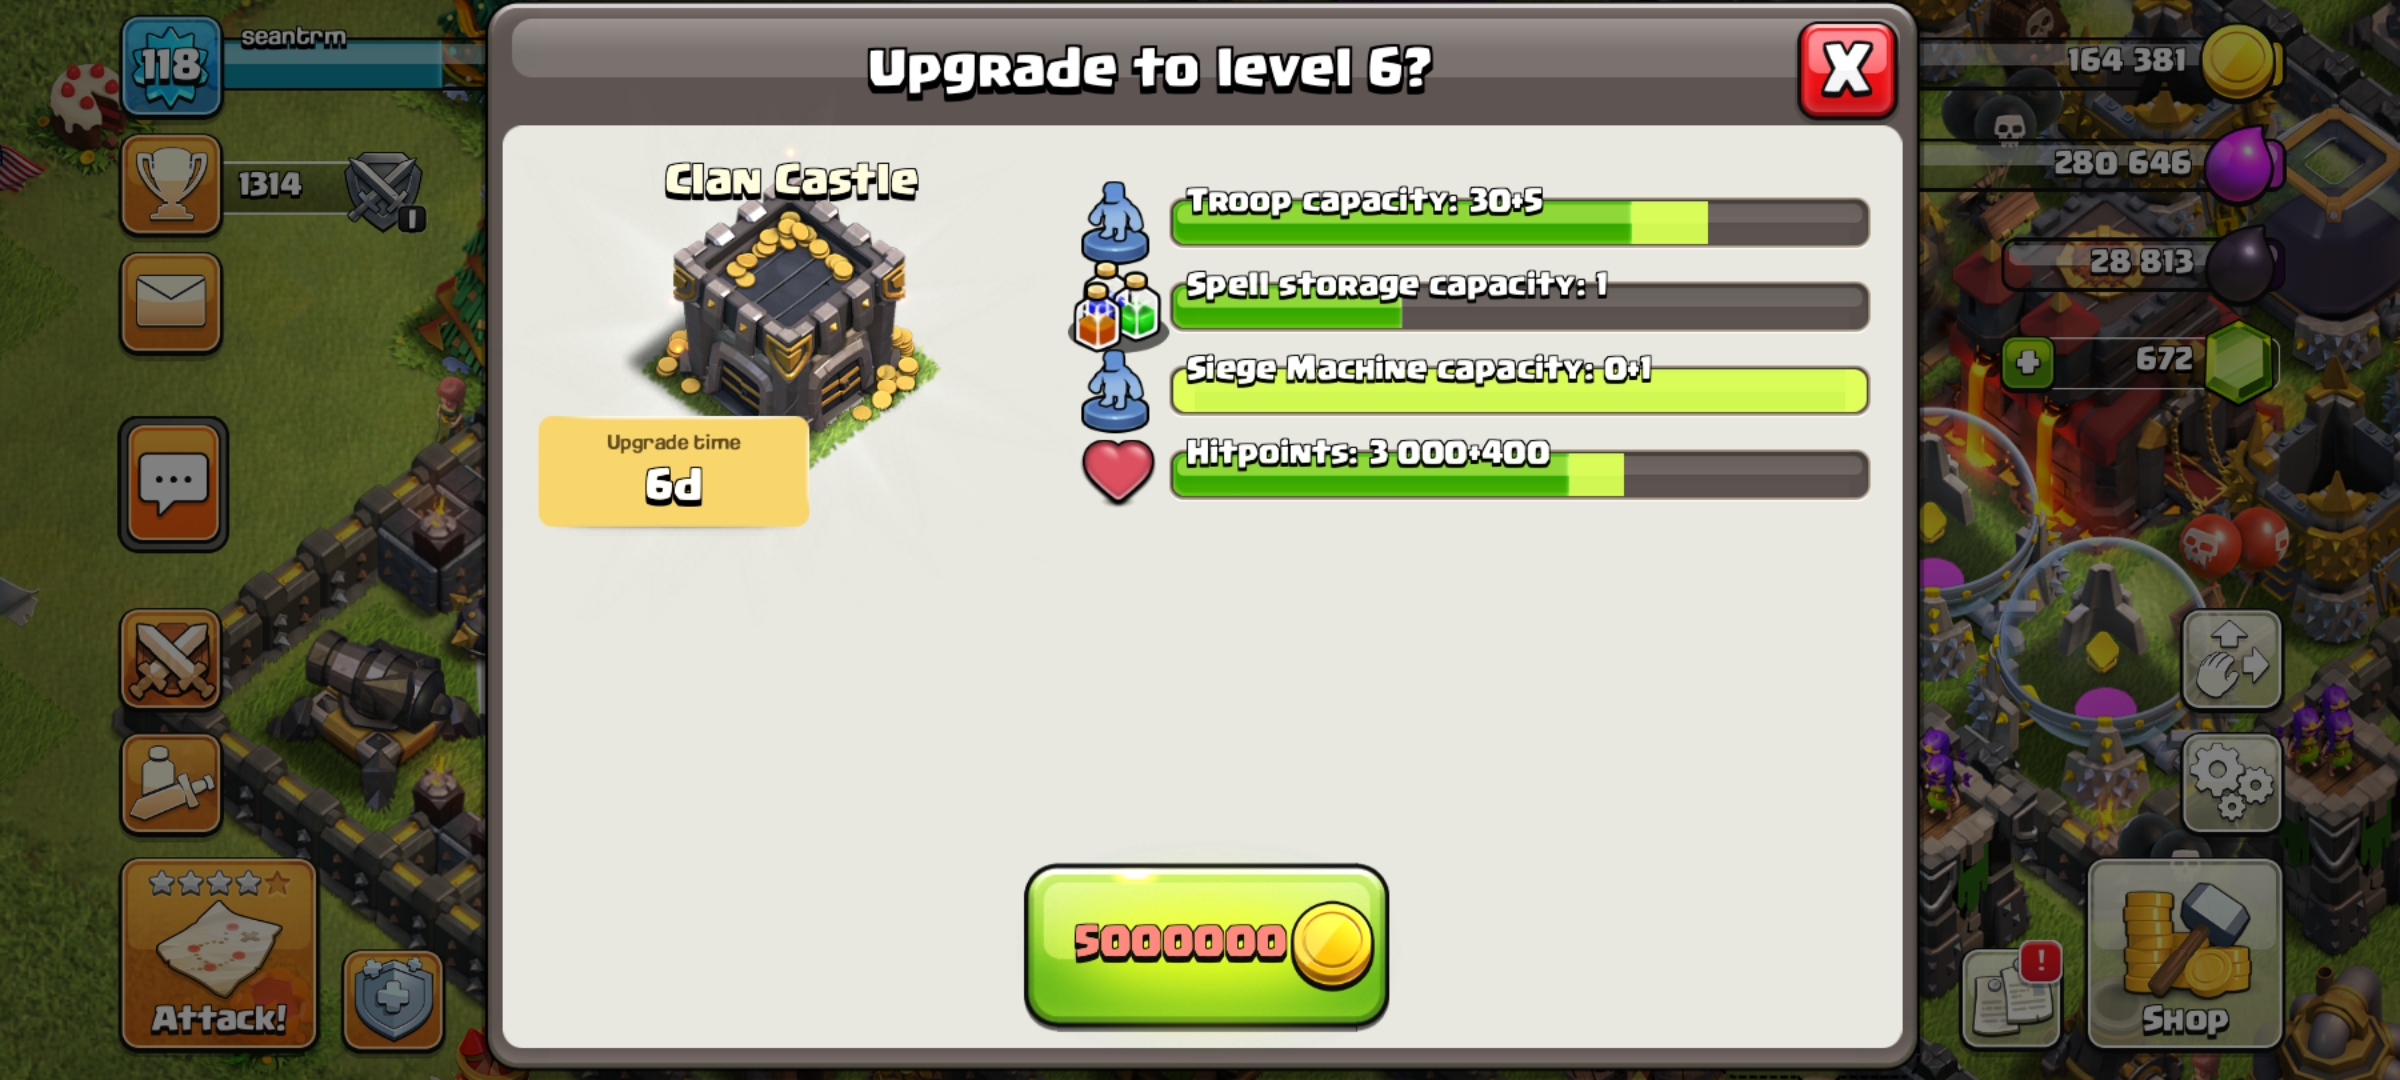 Upgrade to level 6?
X
118
seantrm
1314
I
164 381
280 646
28 813
672
Clan Castle
Upgrade time
6d
Troop capacity: 30+5
Spell storage capacity: 1
Siege Machine capacity: 0+1
Hitpoints: 3 000+400
5000000
Attack!
!
Shop